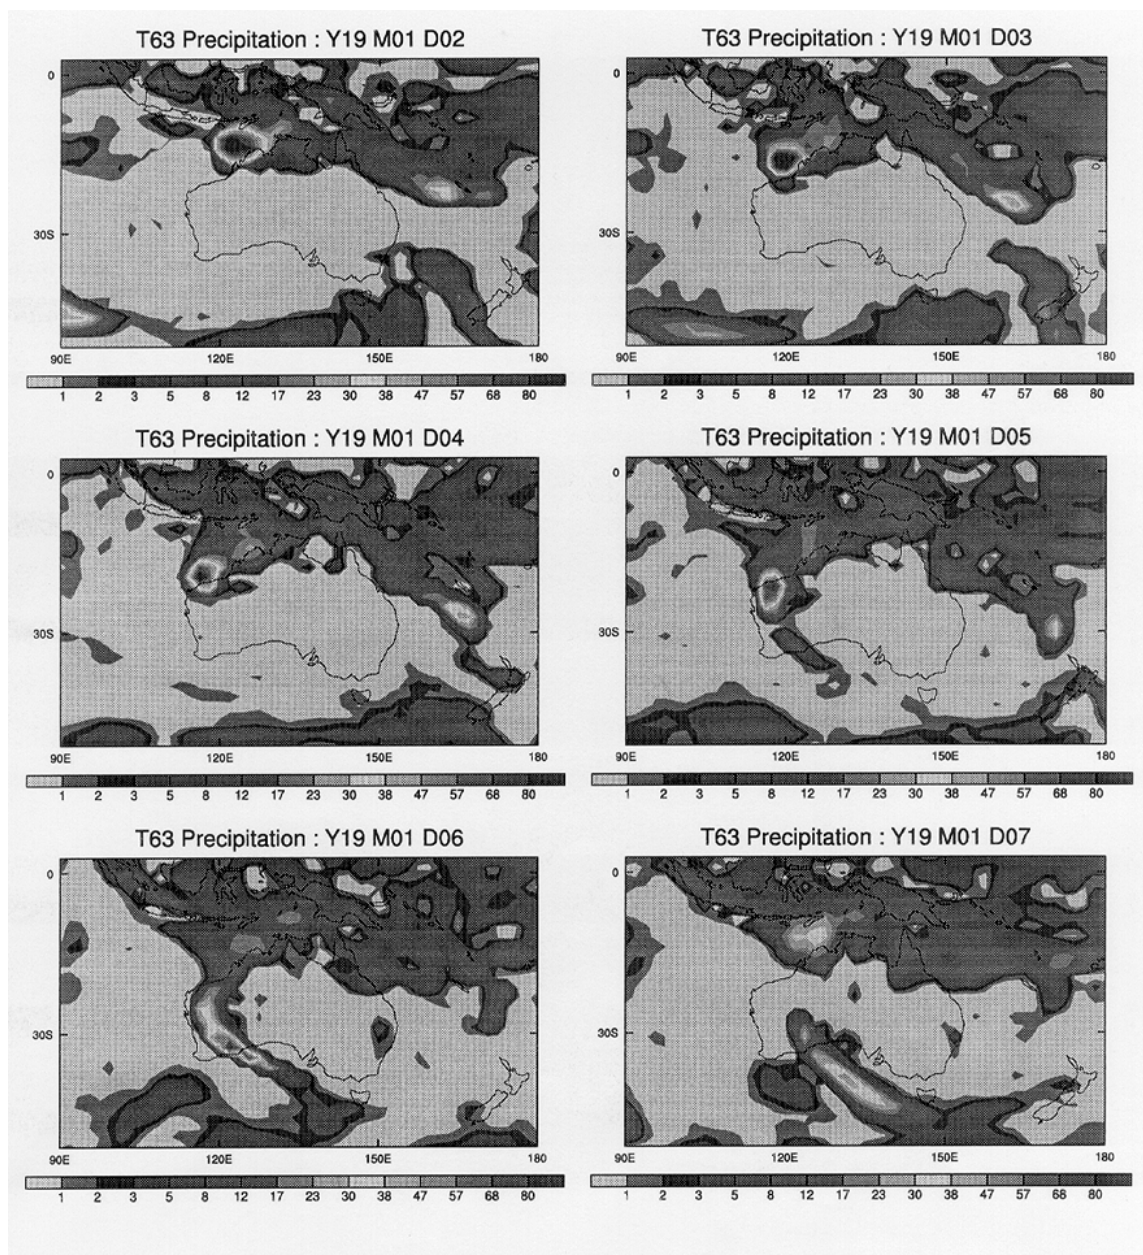 T63 Precipitation : Y19 M01 D02
T63 Precipitation : Y19 M01 D03
0
30S
90E 120E 150E 180
0
30S
90E 120E 150E 180
1 2 3 5 8 12 17 23 30 38 47 57 68 80
1 2 3 5 8 12 17 23 30 38 47 57 68 80
T63 Precipitation : Y19 M01 D04
T63 Precipitation : Y19 M01 D05
0
30S
90E 120E 150E 180
0
30S
90E 120E 150E 180
1 2 3 5 8 12 17 23 30 38 47 57 68 80
1 2 3 5 8 12 17 23 30 38 47 57 68 80
T63 Precipitation : Y19 M01 D06
T63 Precipitation : Y19 M01 D07
0
30S
90E 120E 150E 180
0
30S
90E 120E 150E 180
1 2 3 5 8 12 17 23 30 38 47 57 68 80
1 2 3 5 8 12 17 23 30 38 47 57 68 80